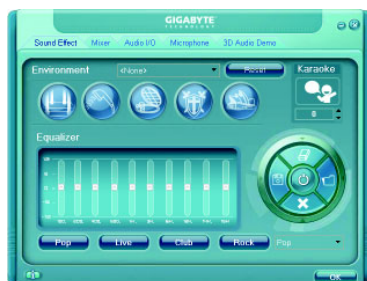 GIGABYTE
TECHNOLOGY
Sound Effect Mixer Audio I/O Microphone 3D Audio Demo
Environment <None> Reset Karaoke
0
Equalizer
Pop Live Club Rock Pop
OK